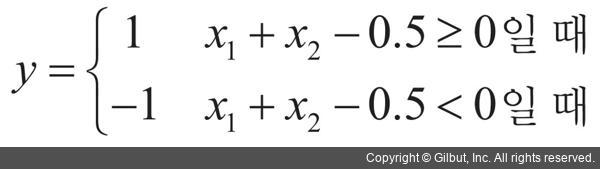 y = { 1 x₁ + x₂ − 0.5 ≥ 0일 때
−1 x₁ + x₂ − 0.5 < 0일 때
Copyright © Gilbut, Inc. All rights reserved.